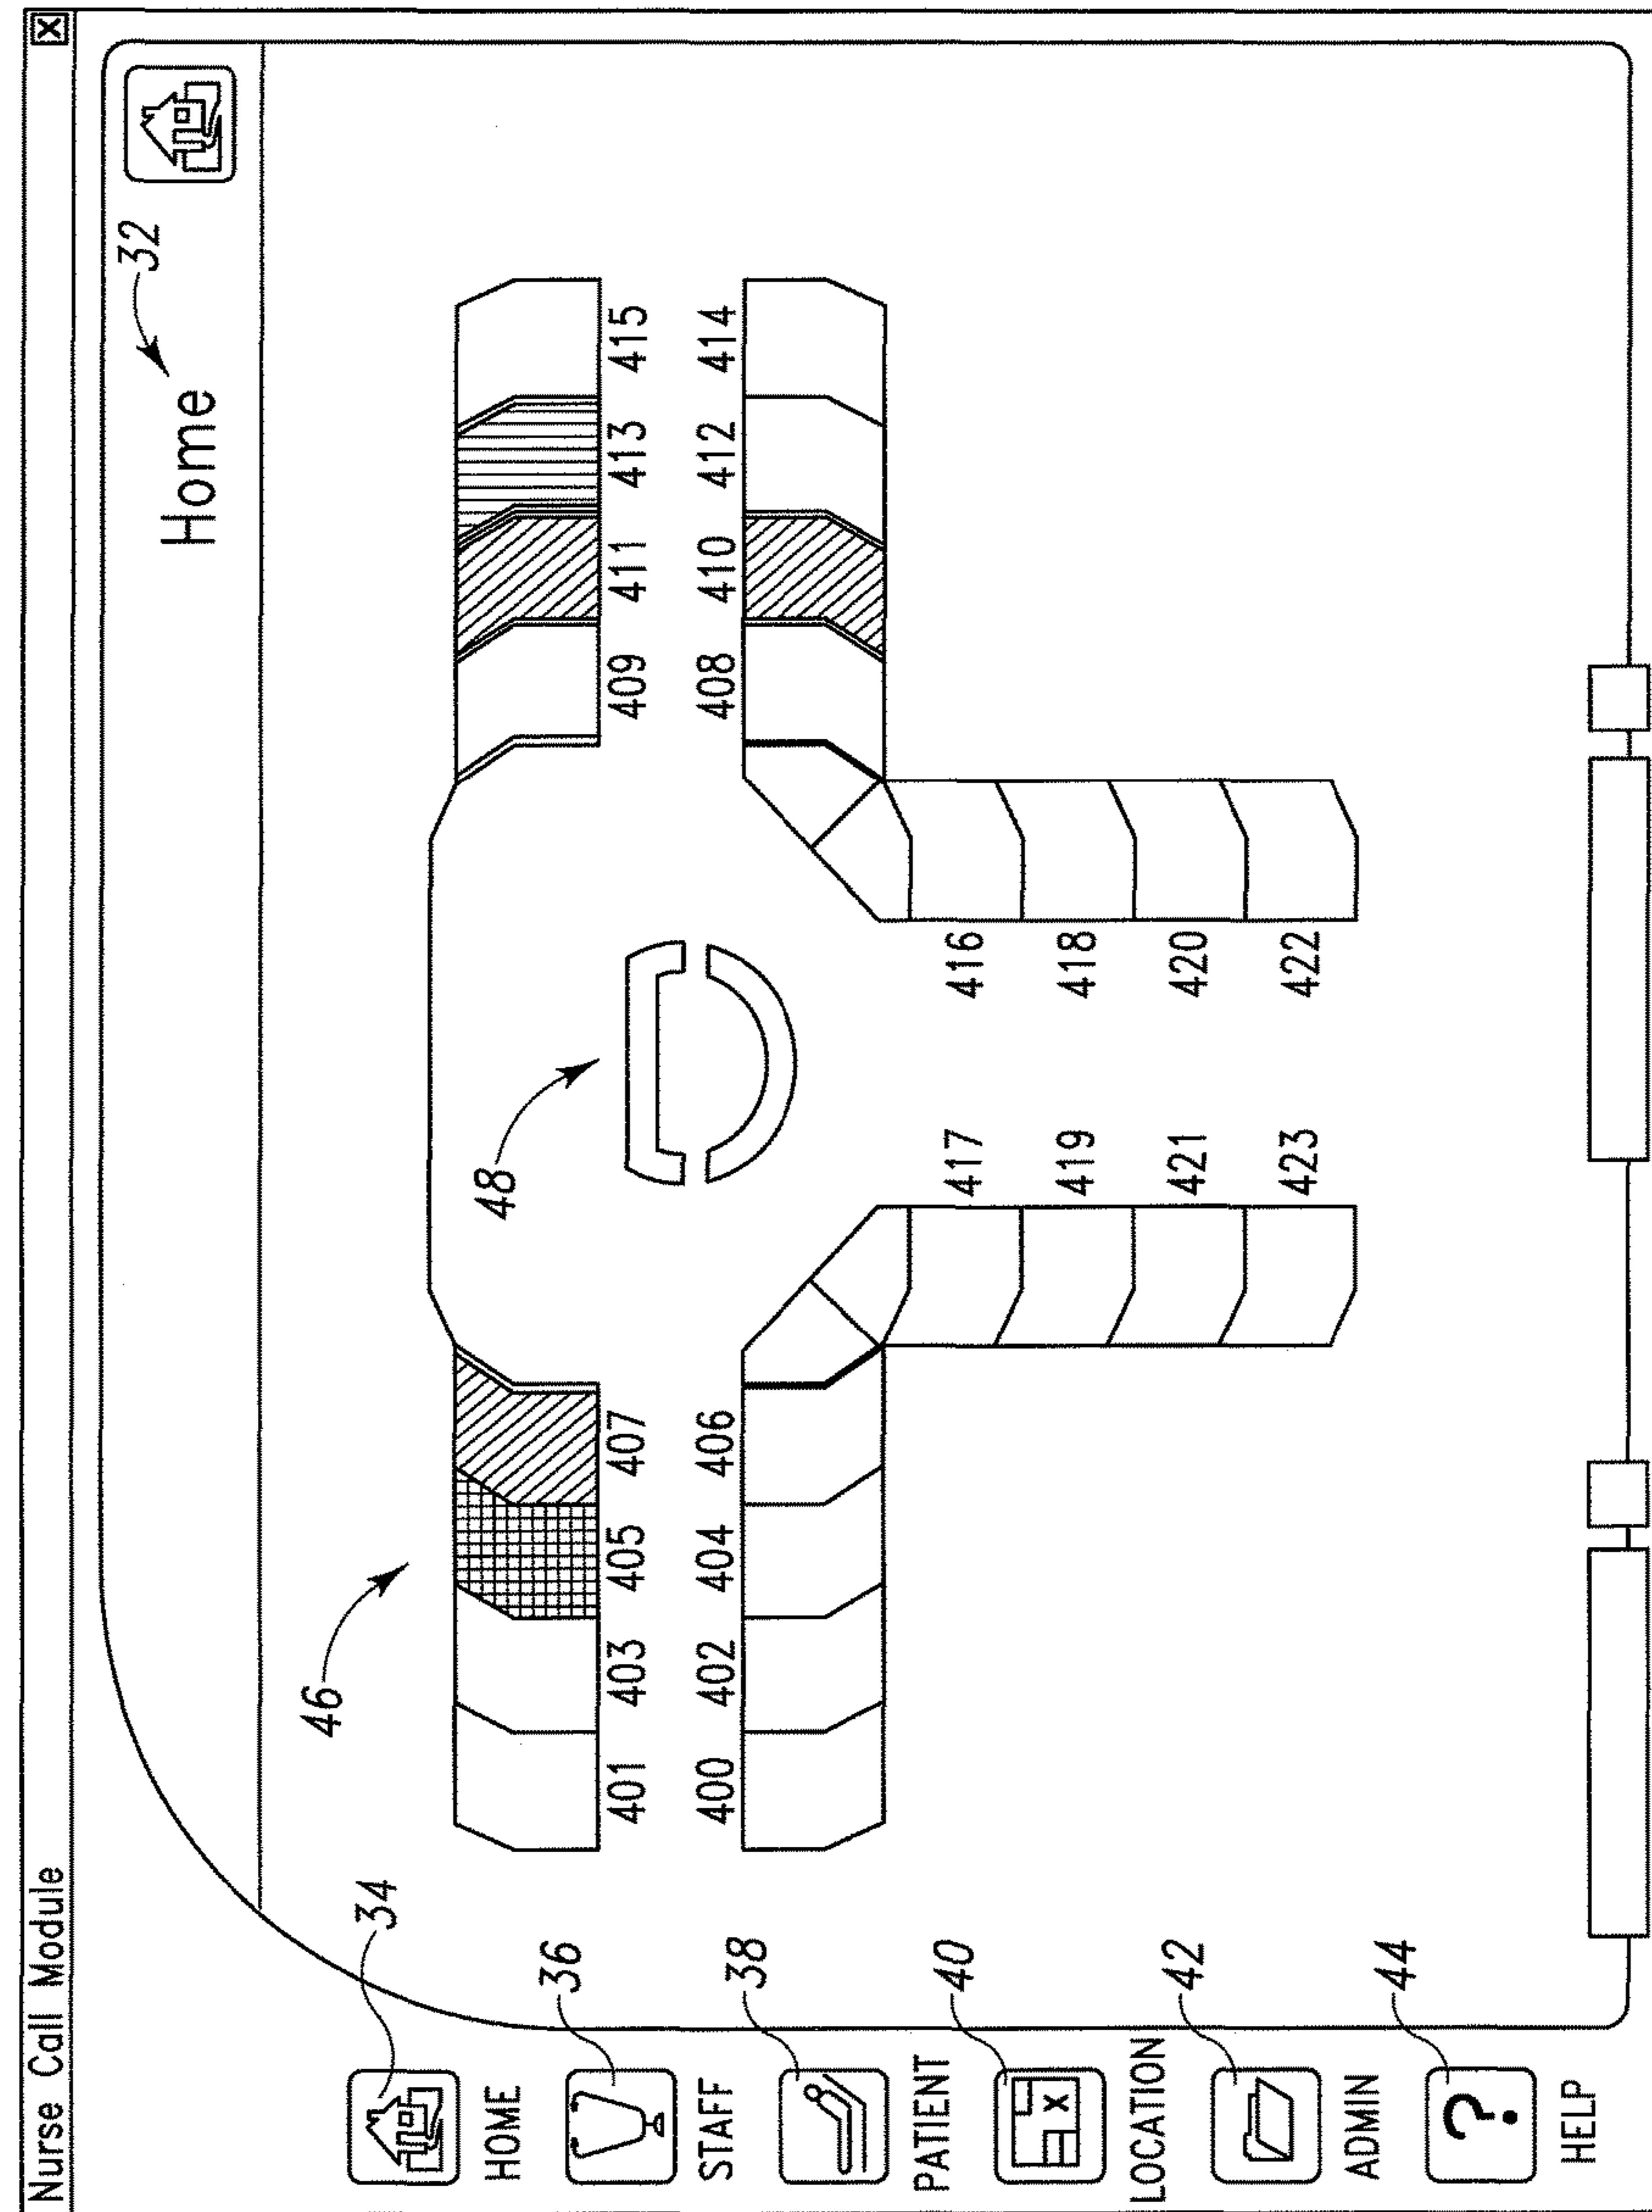 Nurse Call Module X
Home 32
34
HOME
36
STAFF
38
PATIENT
40
X
LOCATION
42
ADMIN
44
?
HELP
46
48
401 403 405 407 409 411 413 415
400 402 404 406 408 410 412 414
417 416
419 418
421 420
423 422